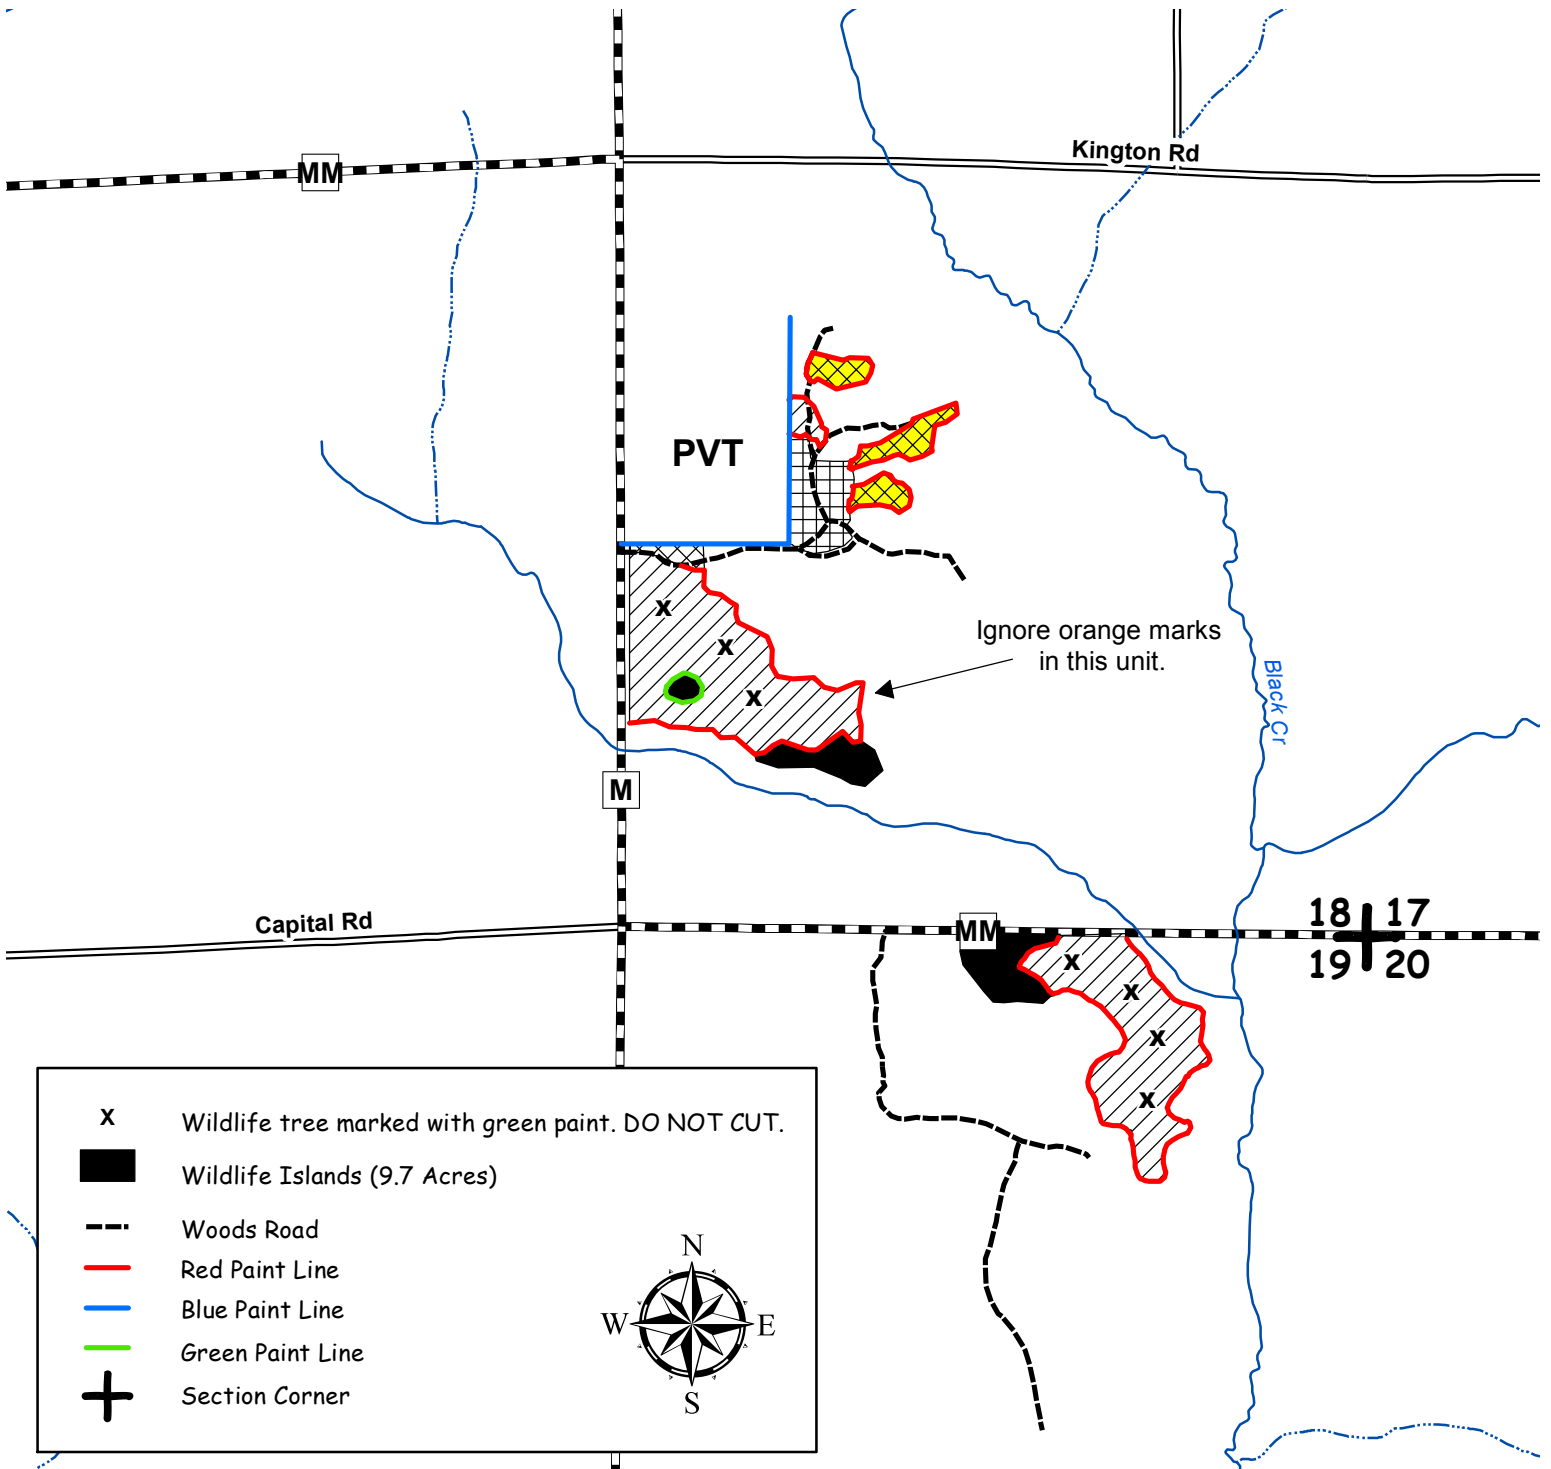 MM
Kington Rd
PVT
Ignore orange marks
in this unit.
Black Cr
M
Capital Rd
MM
18 17
19 20
x
x
x
x
x
x
x
x Wildlife tree marked with green paint. DO NOT CUT.
Wildlife Islands (9.7 Acres)
Woods Road
Red Paint Line
Blue Paint Line
Green Paint Line
Section Corner
N
W E
S